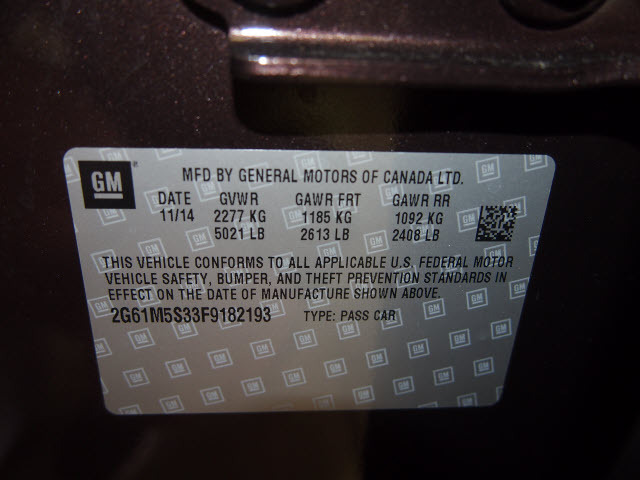 GM
MFD BY GENERAL MOTORS OF CANADA LTD.
DATE GVWR GAWR FRT GAWR RR
11/14 2277 KG 1185 KG 1092 KG
5021 LB 2613 LB 2408 LB
THIS VEHICLE CONFORMS TO ALL APPLICABLE U.S. FEDERAL MOTOR
VEHICLE SAFETY, BUMPER, AND THEFT PREVENTION STANDARDS IN
EFFECT ON THE DATE OF MANUFACTURE SHOWN ABOVE.
2G61M5S33F9182193 TYPE: PASS CAR